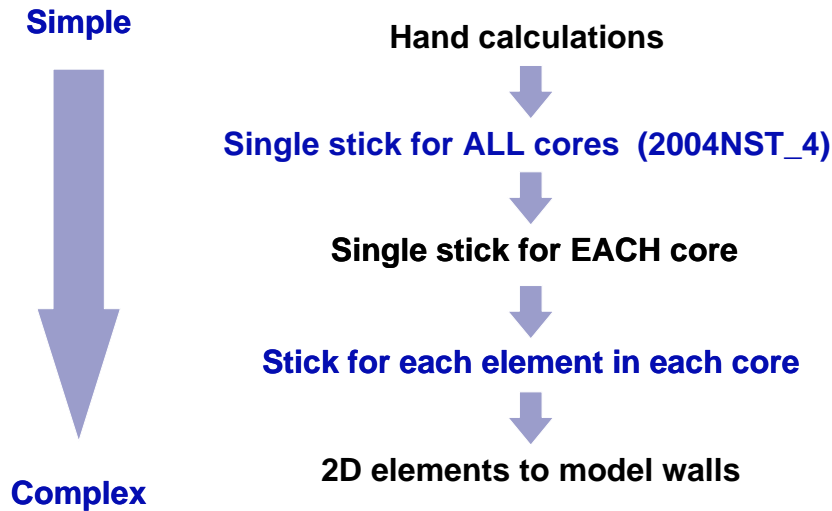 Simple
Hand calculations
Single stick for ALL cores (2004NST_4)
Single stick for EACH core
Stick for each element in each core
2D elements to model walls
Complex